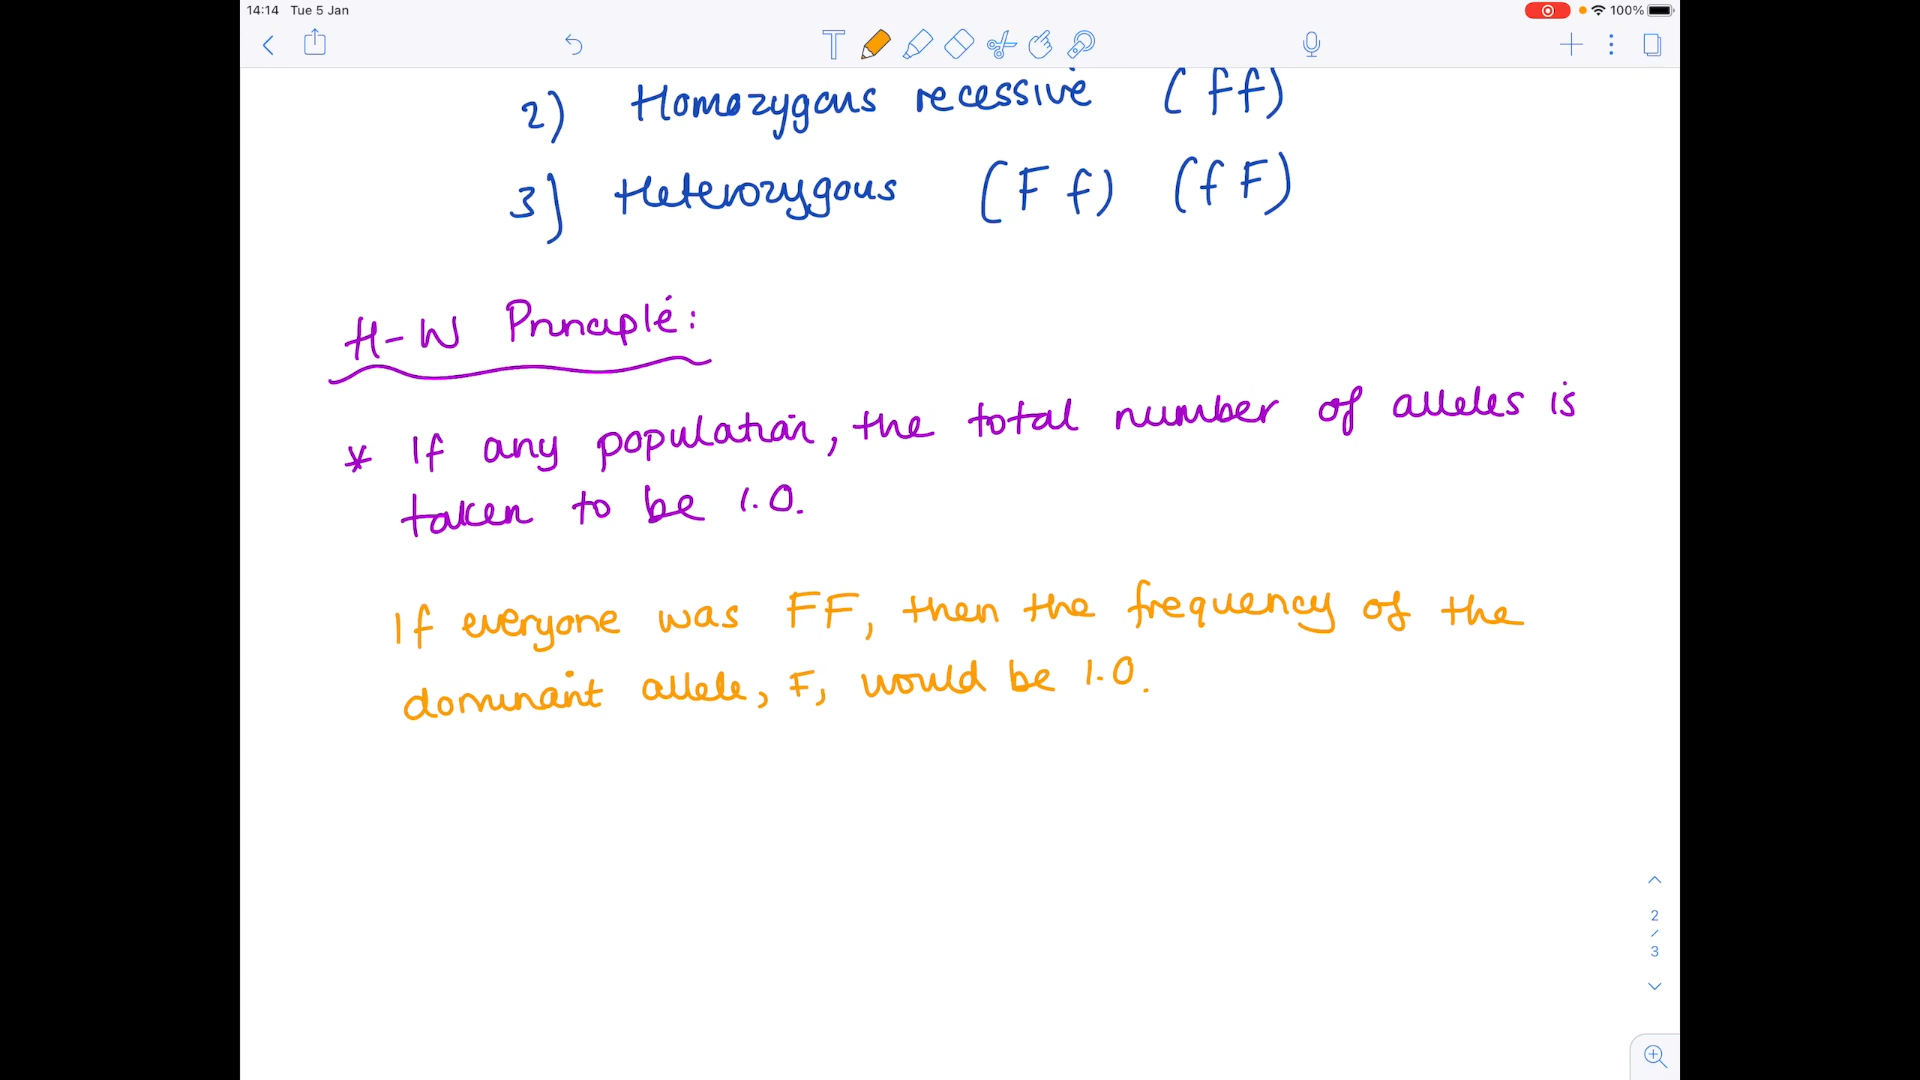 14:14 Tue 5 Jan 100%
T
2) Homozygous recessive (ff)
3) Heterozygous (Ff) (fF)
H-W Principle:
* If any population, the total number of alleles is
taken to be 1.0.
If everyone was FF, then the frequency of the
dominant allele, F, would be 1.0.
2
/
3